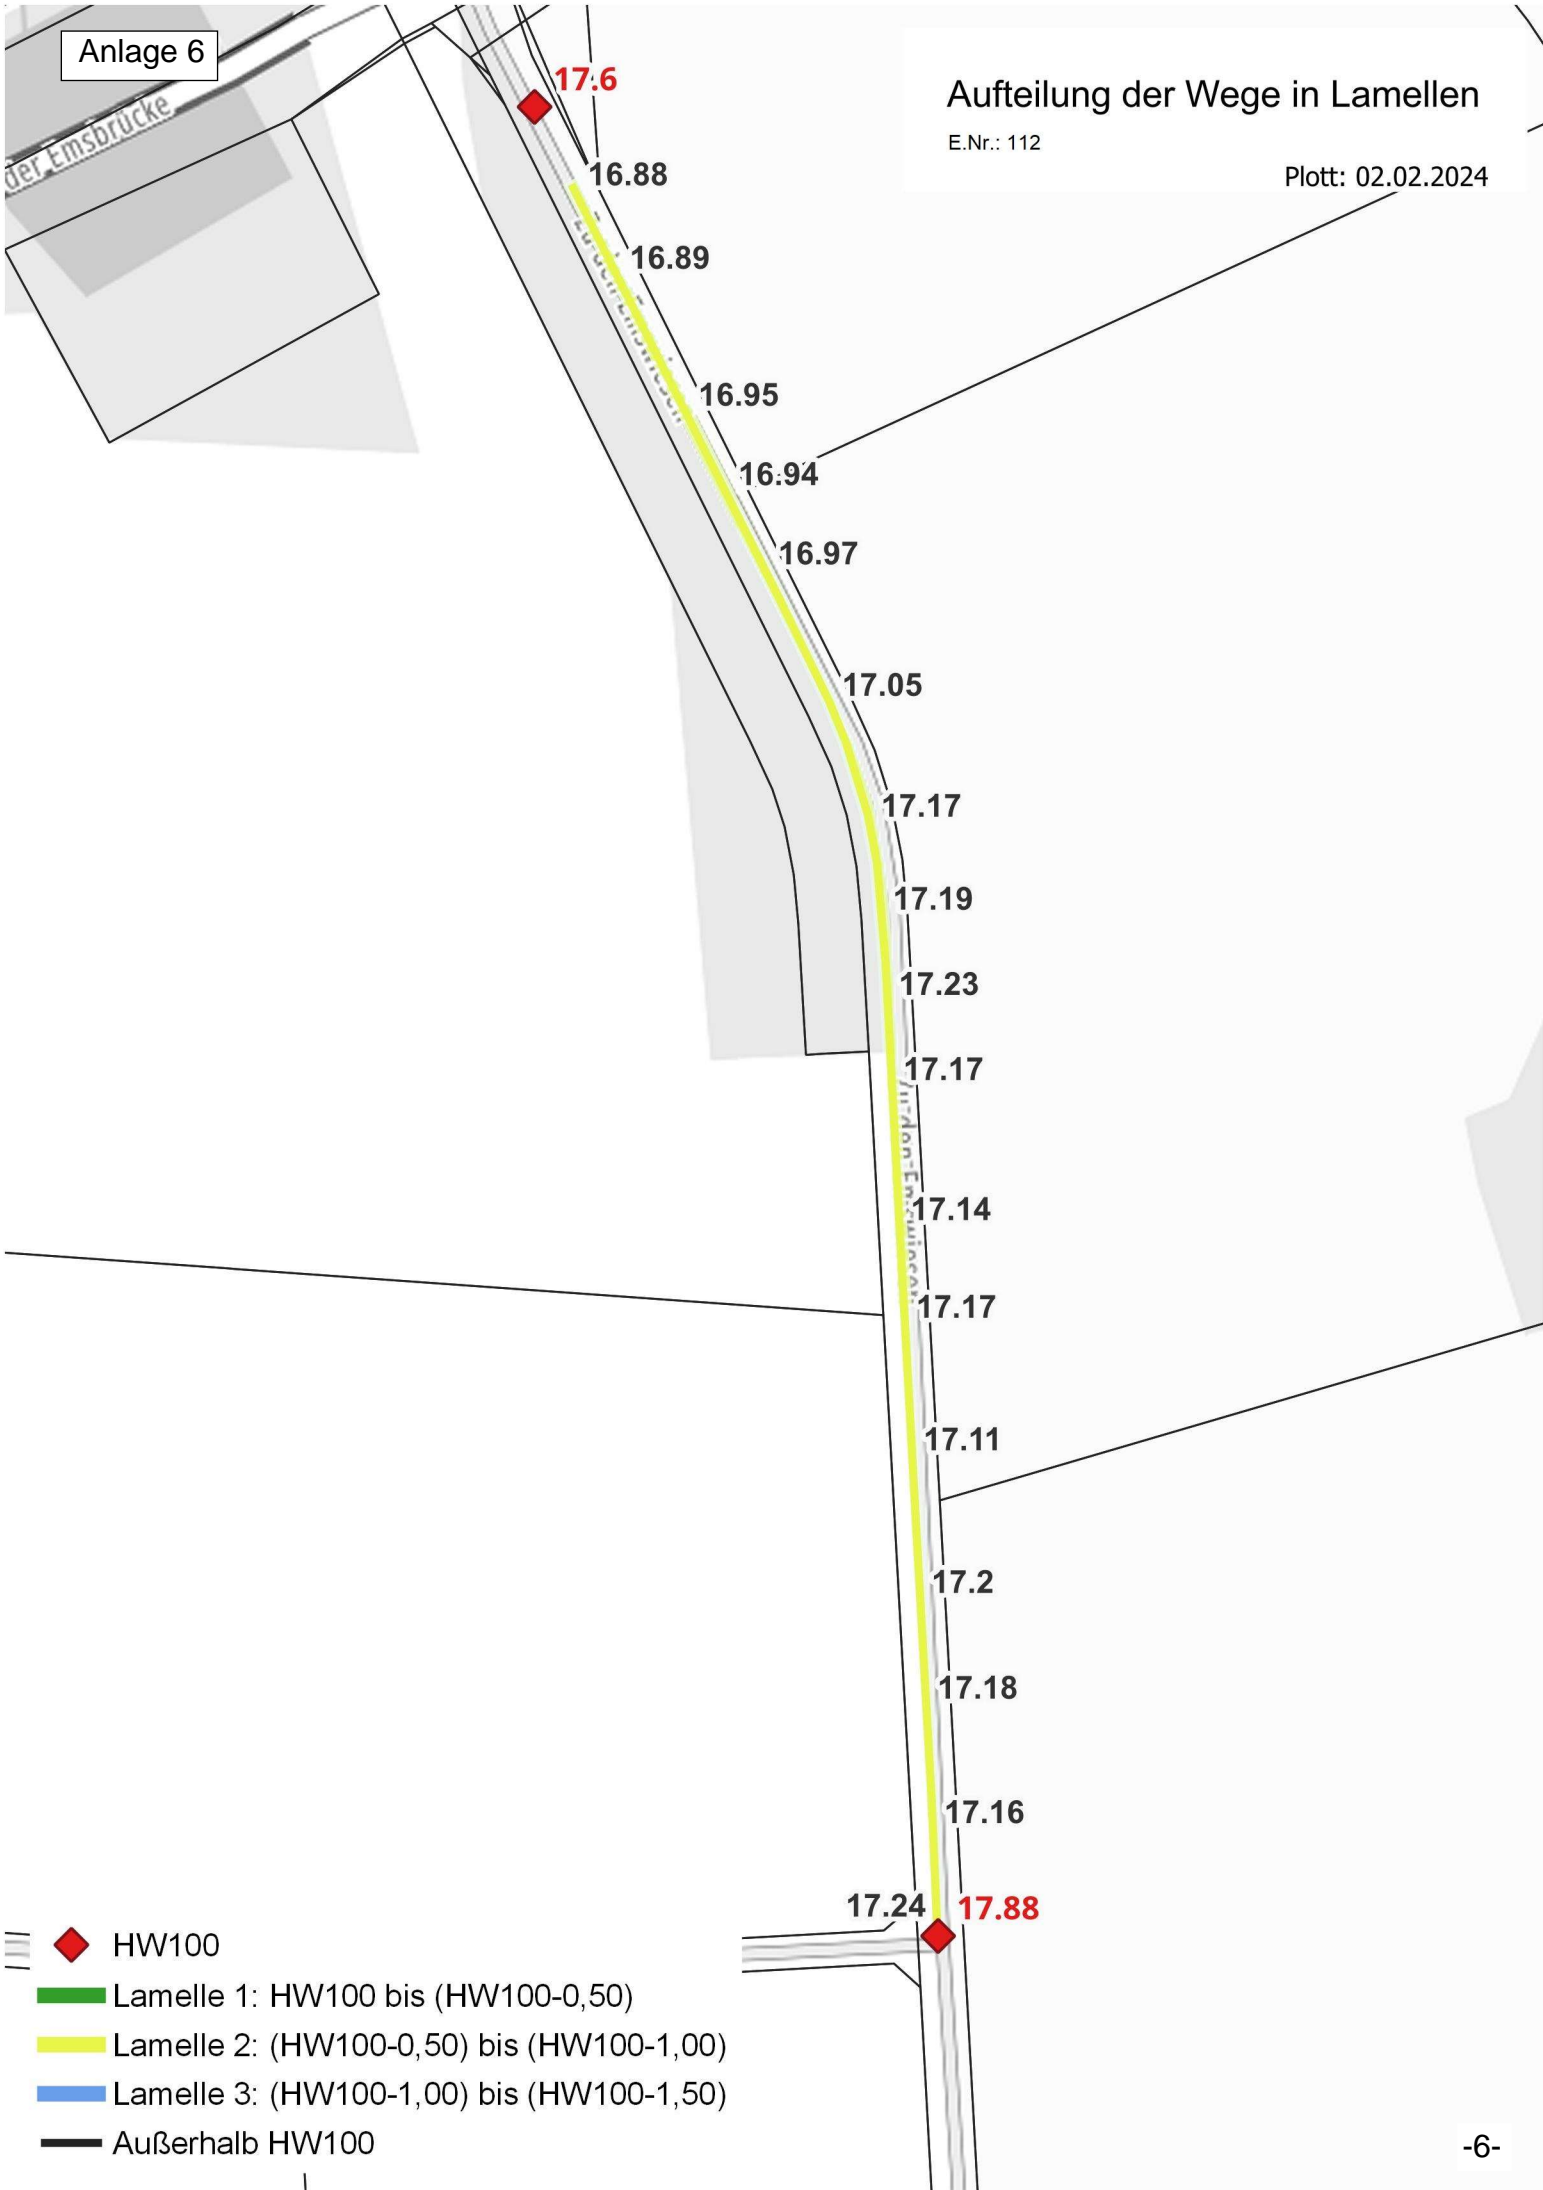 Anlage 6
Aufteilung der Wege in Lamellen
E.Nr.: 112
Plott: 02.02.2024
der Emsbrücke
17.6
16.88
16.89
16.95
16.94
16.97
17.05
17.17
17.19
17.23
17.17
17.14
17.17
17.11
17.2
17.18
17.16
17.24
17.88
HW100
Lamelle 1: HW100 bis (HW100-0,50)
Lamelle 2: (HW100-0,50) bis (HW100-1,00)
Lamelle 3: (HW100-1,00) bis (HW100-1,50)
Außerhalb HW100
-6-